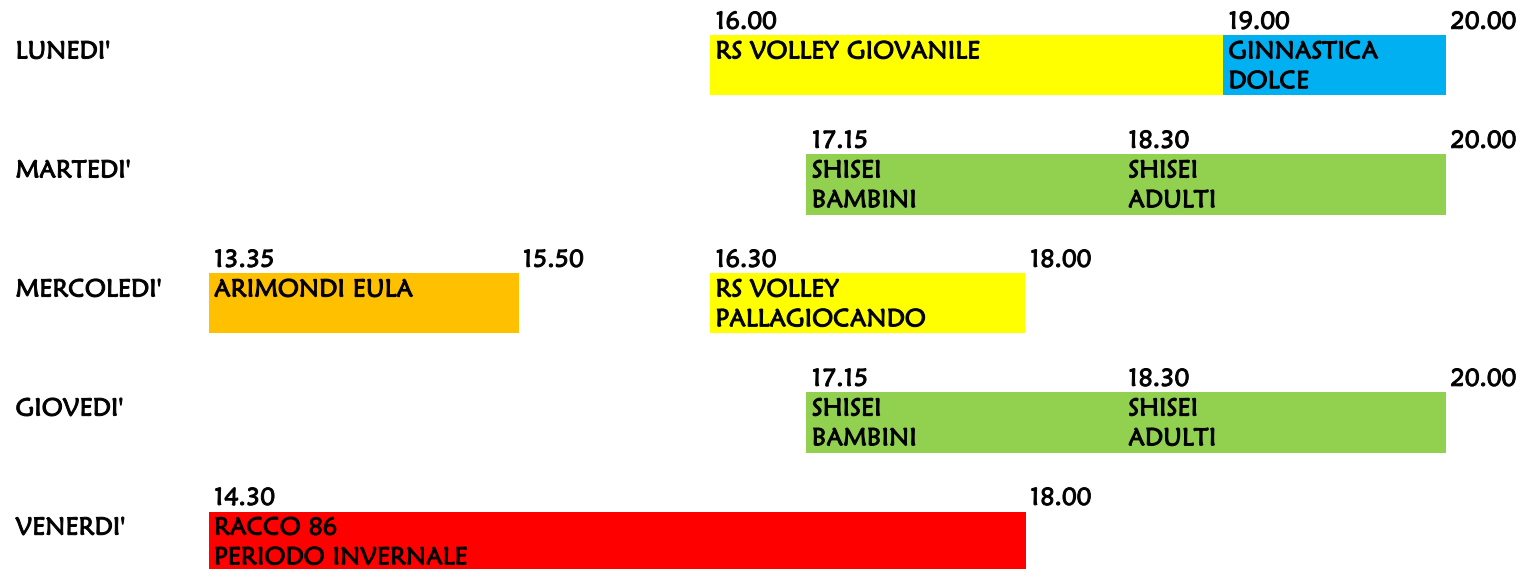 16.00 19.00 20.00
LUNEDI' RS VOLLEY GIOVANILE GINNASTICA
DOLCE
17.15 18.30 20.00
MARTEDI' SHISEI SHISEI
BAMBINI ADULTI
13.35 15.50 16.30 18.00
MERCOLEDI' ARIMONDI EULA RS VOLLEY
PALLAGIOCANDO
17.15 18.30 20.00
GIOVEDI' SHISEI SHISEI
BAMBINI ADULTI
14.30 18.00
VENERDI' RACCO 86
PERIODO INVERNALE